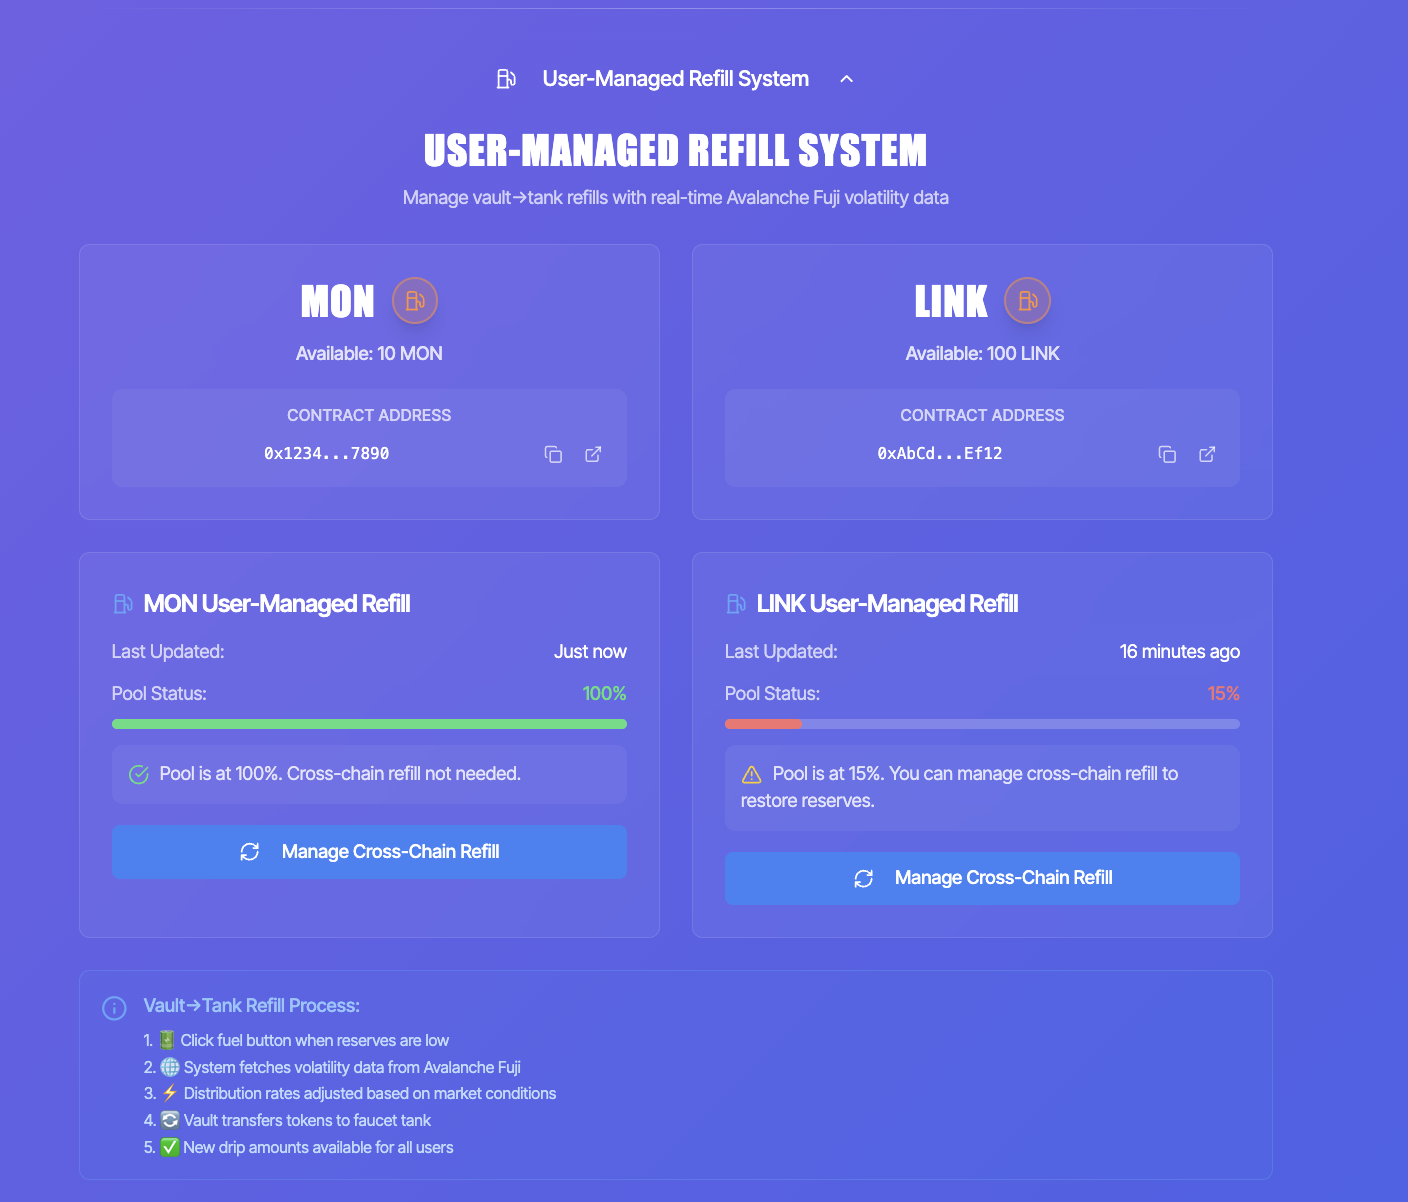 User-Managed Refill System
USER-MANAGED REFILL SYSTEM
Manage vault→tank refills with real-time Avalanche Fuji volatility data
MON
Available: 10 MON
CONTRACT ADDRESS
0x1234...7890
LINK
Available: 100 LINK
CONTRACT ADDRESS
0xAbCd...Ef12
MON User-Managed Refill
Last Updated: Just now
Pool Status: 100%
Pool is at 100%. Cross-chain refill not needed.
Manage Cross-Chain Refill
LINK User-Managed Refill
Last Updated: 16 minutes ago
Pool Status: 15%
Pool is at 15%. You can manage cross-chain refill to
restore reserves.
Manage Cross-Chain Refill
Vault→Tank Refill Process:
1. 🔋 Click fuel button when reserves are low
2. 🌐 System fetches volatility data from Avalanche Fuji
3. ⚡ Distribution rates adjusted based on market conditions
4. 🔄 Vault transfers tokens to faucet tank
5. ✅ New drip amounts available for all users